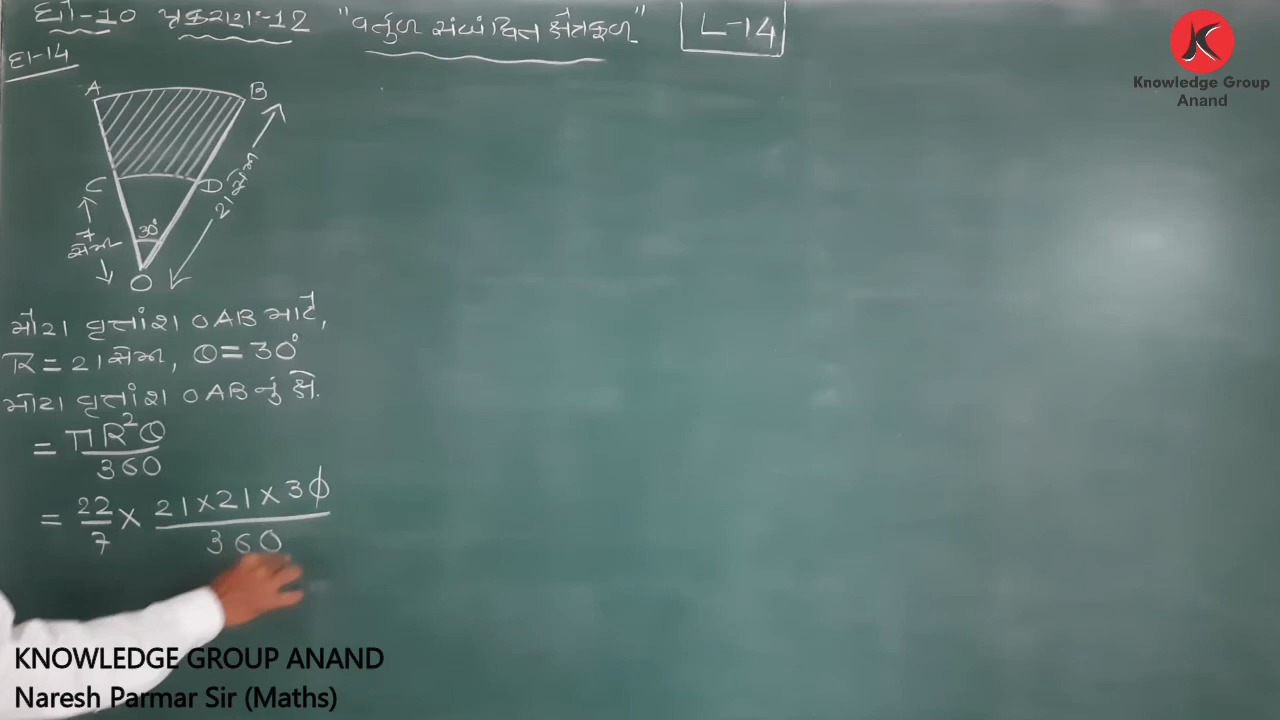 ધો-10 પ્રકરણ:-12 "વર્તુળ સંબંધિત ક્ષેત્રફળ" L-14
દા-14
A
B
C
D
7 સેમી
21 સેમી
30°
O
મોટા વૃત્તાંશ OAB માટે,
R = 21 સેમી, θ = 30°
મોટા વૃત્તાંશ OAB નું ક્ષે.
= πR²θ / 360
= 22/7 × 21×21×30 / 360
K
Knowledge Group
Anand
KNOWLEDGE GROUP ANAND
Naresh Parmar Sir (Maths)